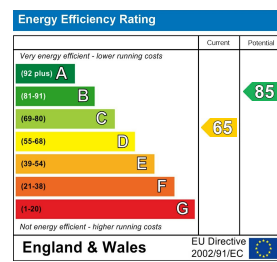 Energy Efficiency Rating
Current Potential
Very energy efficient - lower running costs
(92 plus) A
(81-91) B
85
(69-80) C
(55-68) D
65
(39-54) E
(21-38) F
(1-20) G
Not energy efficient - higher running costs
England & Wales
EU Directive
2002/91/EC